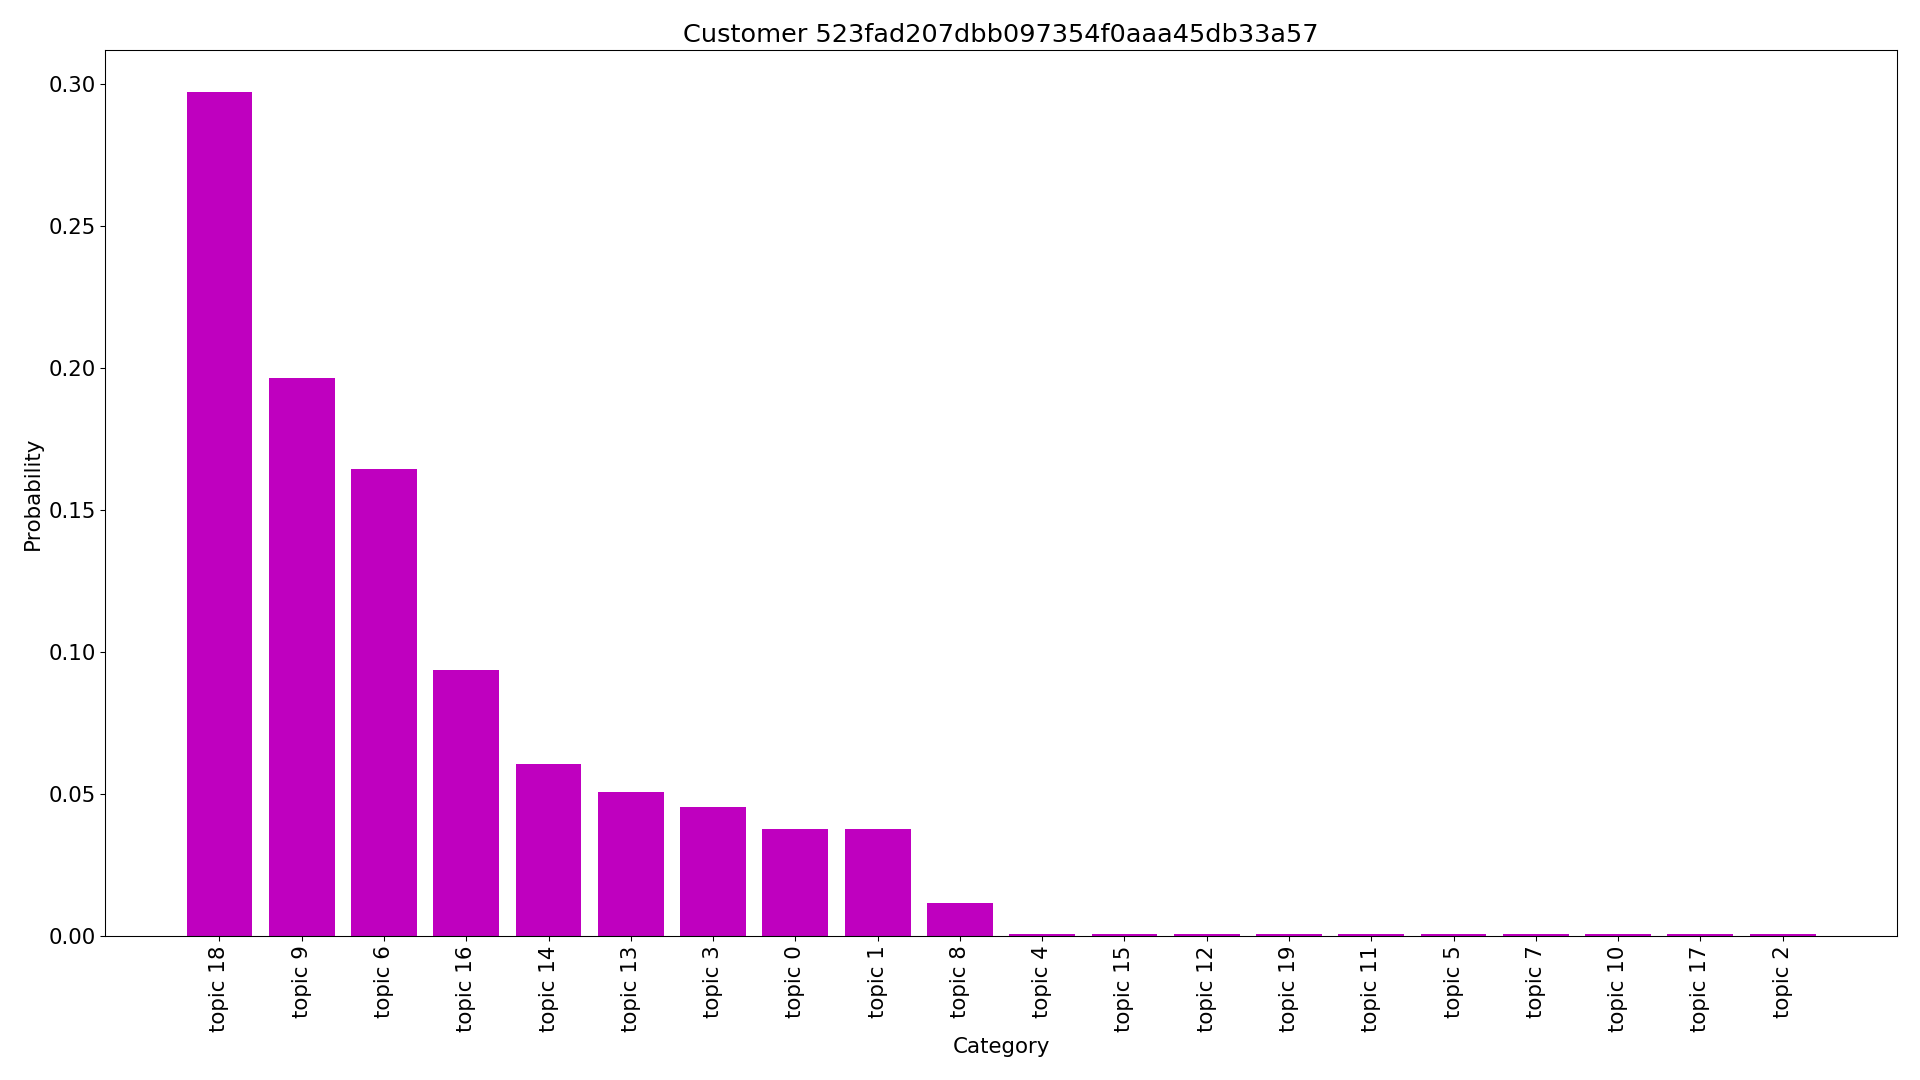 Customer 523fad207dbb097354f0aaa45db33a57
0.30
0.25
0.20
0.15
0.10
0.05
0.00
Probability
topic 18
topic 9
topic 6
topic 16
topic 14
topic 13
topic 3
topic 0
topic 1
topic 8
topic 4
topic 15
topic 12
topic 19
topic 11
topic 5
topic 7
topic 10
topic 17
topic 2
Category